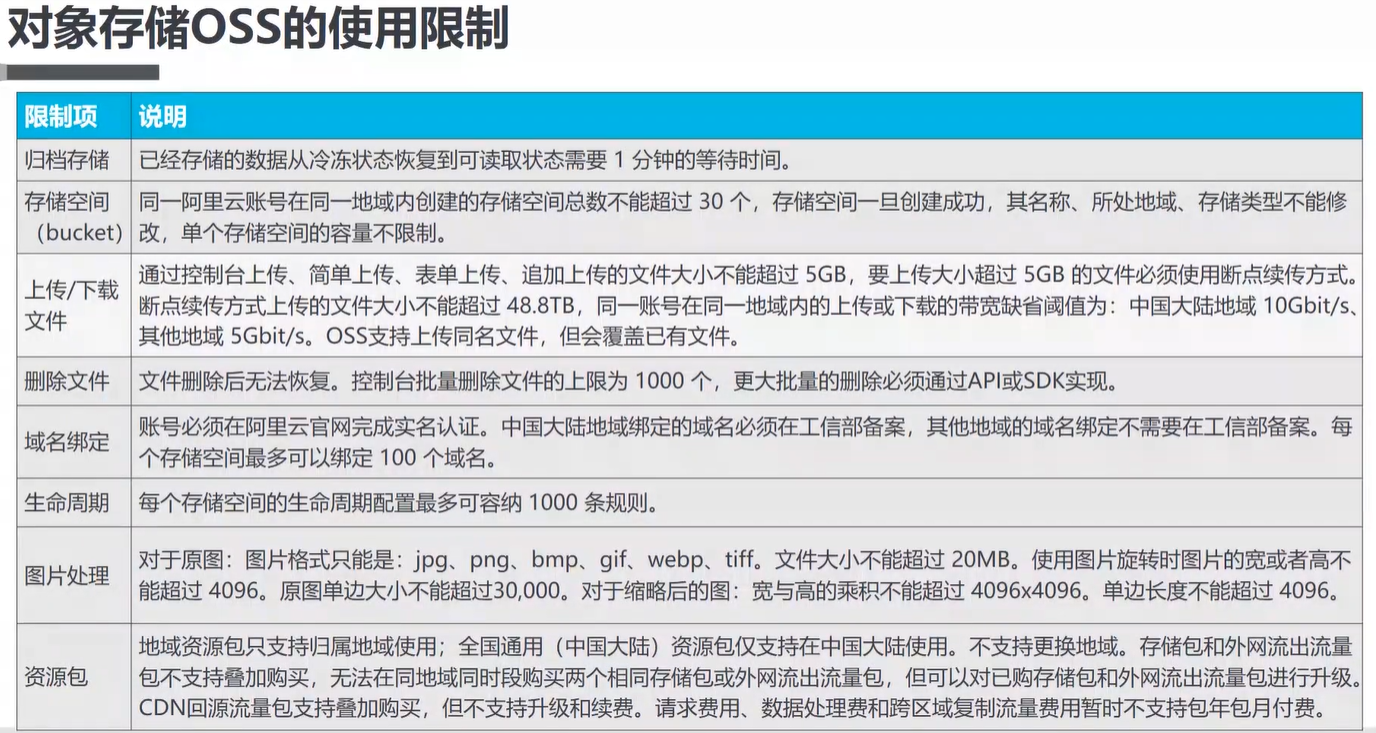 对象存储OSS的使用限制
限制项 说明
归档存储 已经存储的数据从冷冻状态恢复到可读取状态需要 1 分钟的等待时间。
存储空间
（bucket）
同一阿里云账号在同一地域内创建的存储空间总数不能超过 30 个，存储空间一旦创建成功，其名称、所处地域、存储类型不能修
改，单个存储空间的容量不限制。
上传/下载
文件
通过控制台上传、简单上传、表单上传、追加上传的文件大小不能超过 5GB，要上传大小超过 5GB 的文件必须使用断点续传方式。
断点续传方式上传的文件大小不能超过 48.8TB，同一账号在同一地域内的上传或下载的带宽缺省阈值为：中国大陆地域 10Gbit/s、
其他地域 5Gbit/s。OSS支持上传同名文件，但会覆盖已有文件。
删除文件 文件删除后无法恢复。控制台批量删除文件的上限为 1000 个，更大批量的删除必须通过API或SDK实现。
域名绑定
账号必须在阿里云官网完成实名认证。中国大陆地域绑定的域名必须在工信部备案，其他地域的域名绑定不需要在工信部备案。每
个存储空间最多可以绑定 100 个域名。
生命周期 每个存储空间的生命周期配置最多可容纳 1000 条规则。
图片处理
对于原图：图片格式只能是：jpg、png、bmp、gif、webp、tiff。文件大小不能超过 20MB。使用图片旋转时图片的宽或者高不
能超过 4096。原图单边大小不能超过30,000。对于缩略后的图：宽与高的乘积不能超过 4096x4096。单边长度不能超过 4096。
资源包
地域资源包只支持归属地域使用；全国通用（中国大陆）资源包仅支持在中国大陆使用。不支持更换地域。存储包和外网流出流量
包不支持叠加购买，无法在同地域同时段购买两个相同存储包或外网流出流量包，但可以对已购存储包和外网流出流量包进行升级。
CDN回源流量包支持叠加购买，但不支持升级和续费。请求费用、数据处理费和跨区域复制流量费用暂时不支持包年包月付费。